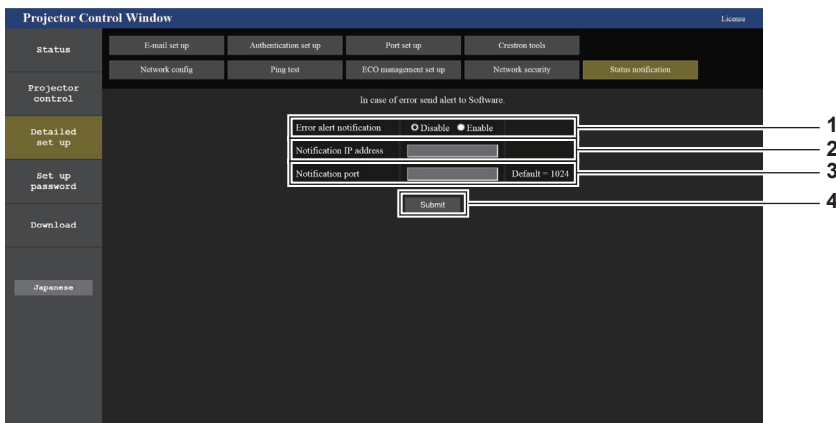 Projector Control Window
License
Status
Projector
control
Detailed
set up
Set up
password
Download
Japanese
E-mail set up
Authentication set up
Port set up
Crestron tools
Network config
Ping test
ECO management set up
Network security
Status notification
In case of error send alert to Software.
Error alert notification Disable Enable
Notification IP address
Notification port Default = 1024
Submit
1
2
3
4